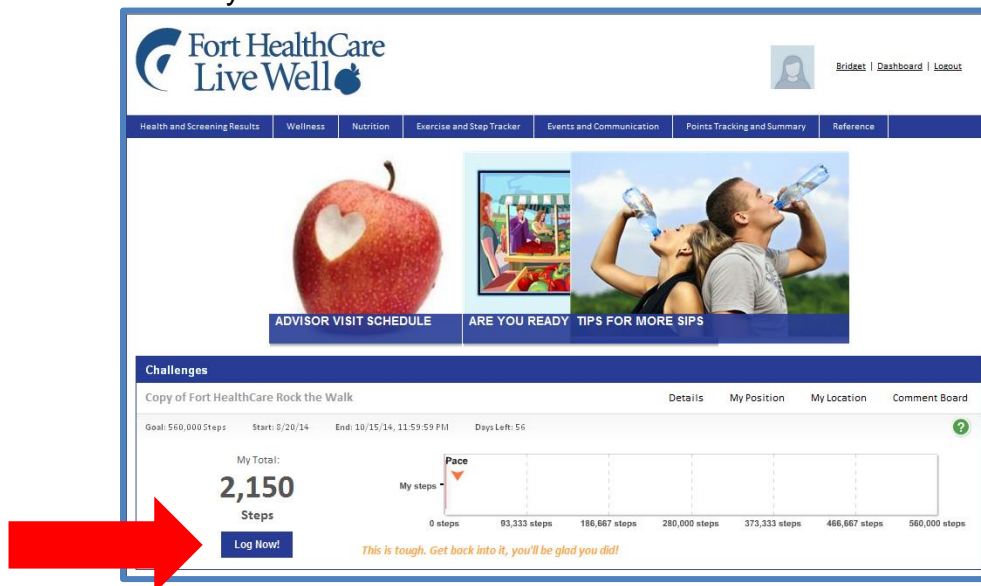 Fort HealthCare
Live Well
Bridget | Dashboard | Logout
Health and Screening Results Wellness Nutrition Exercise and Step Tracker Events and Communication Points Tracking and Summary Reference
ADVISOR VISIT SCHEDULE ARE YOU READY TIPS FOR MORE SIPS
Challenges
Copy of Fort HealthCare Rock the Walk Details My Position My Location Comment Board
Goal: 560,000 Steps Start: 8/20/14 End: 10/15/14, 11:59:59 PM Days Left: 56
?
My Total:
2,150
Steps
Log Now!
Pace
My steps
0 steps 93,333 steps 186,667 steps 280,000 steps 373,333 steps 466,667 steps 560,000 steps
This is tough. Get back into it, you'll be glad you did!